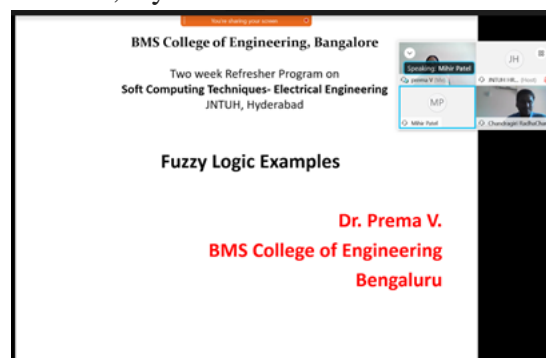 You're sharing your screen
BMS College of Engineering, Bangalore
Two week Refresher Program on
Soft Computing Techniques- Electrical Engineering
JNTUH, Hyderabad
Fuzzy Logic Examples
Dr. Prema V.
BMS College of Engineering
Bengaluru
Speaking: Mihir Patel
prema V
JH
MP
Mihir Patel